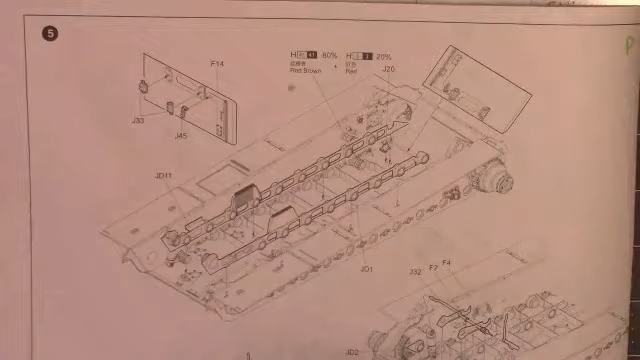 5
F14
H 41 80%
Red Brown
H 3 20%
Red
J20
J33
J45
JD11
JD1
J32 F7 F4
JD2
P